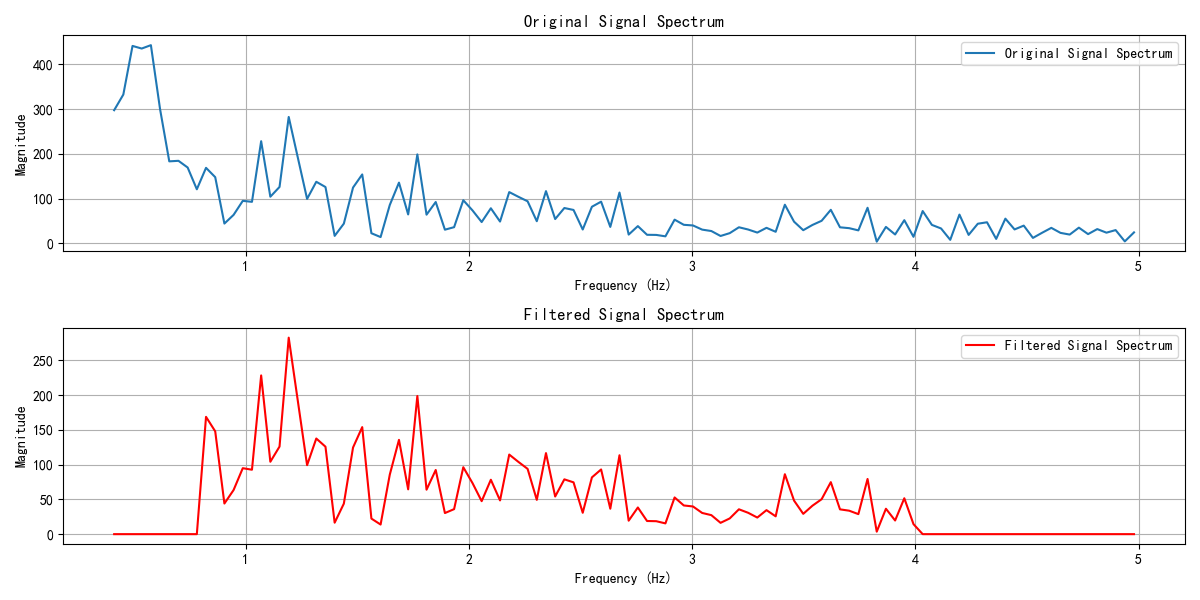 Original Signal Spectrum
Original Signal Spectrum
Magnitude
400
300
200
100
0
1 2 3 4 5
Frequency (Hz)
Filtered Signal Spectrum
Filtered Signal Spectrum
Magnitude
250
200
150
100
50
0
1 2 3 4 5
Frequency (Hz)